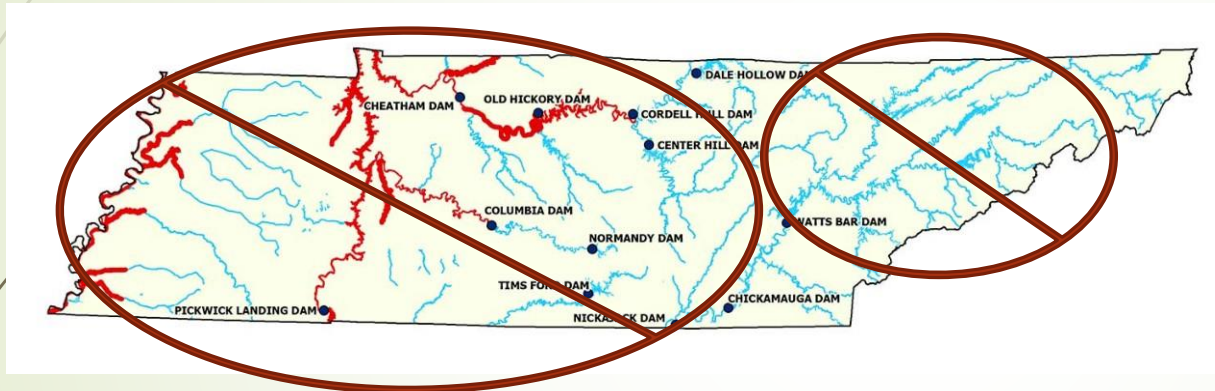 DALE HOLLOW DAM
CHEATHAM DAM
OLD HICKORY DAM
CORDELL HULL DAM
CENTER HILL DAM
COLUMBIA DAM
WATTS BAR DAM
NORMANDY DAM
TIMS FORD DAM
CHICKAMAUGA DAM
PICKWICK LANDING DAM
NICKAJACK DAM